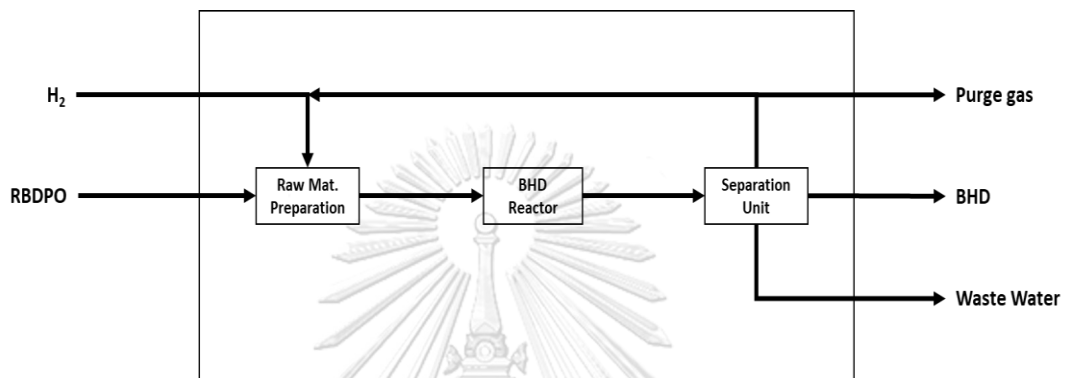 H2
Purge gas
RBDPO
Raw Mat.
Preparation
BHD
Reactor
Separation
Unit
BHD
Waste Water